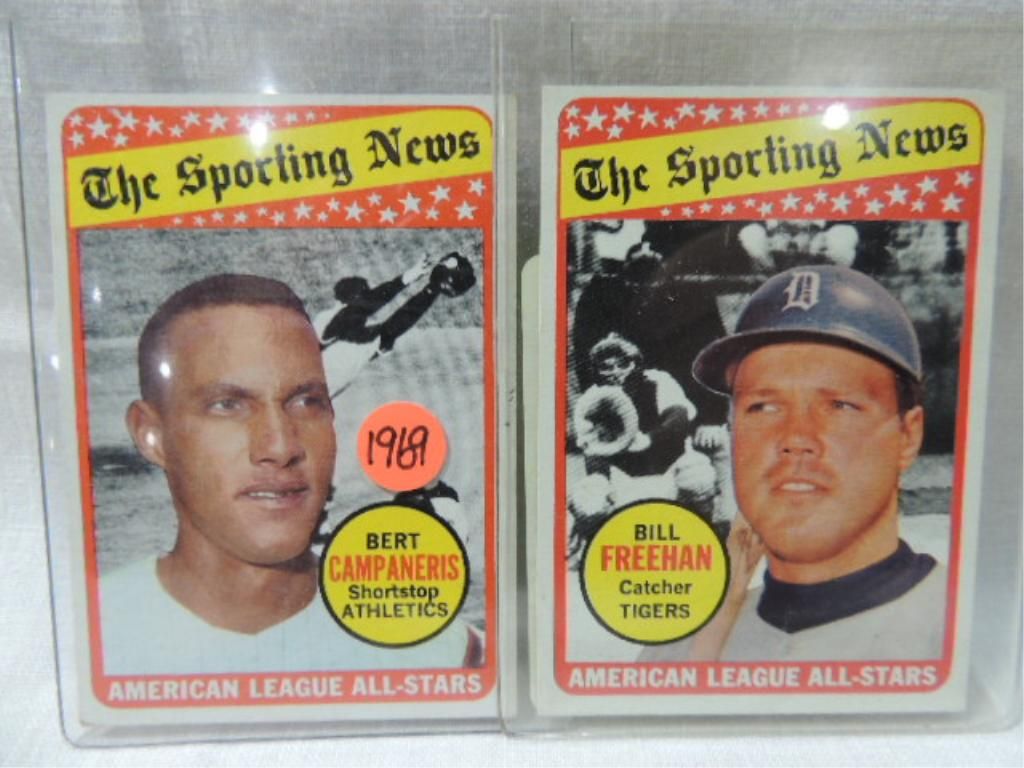 The Sporting News
1969
BERT
CAMPANERIS
Shortstop
ATHLETICS
AMERICAN LEAGUE ALL-STARS
The Sporting News
D
BILL
FREEHAN
Catcher
TIGERS
AMERICAN LEAGUE ALL-STARS